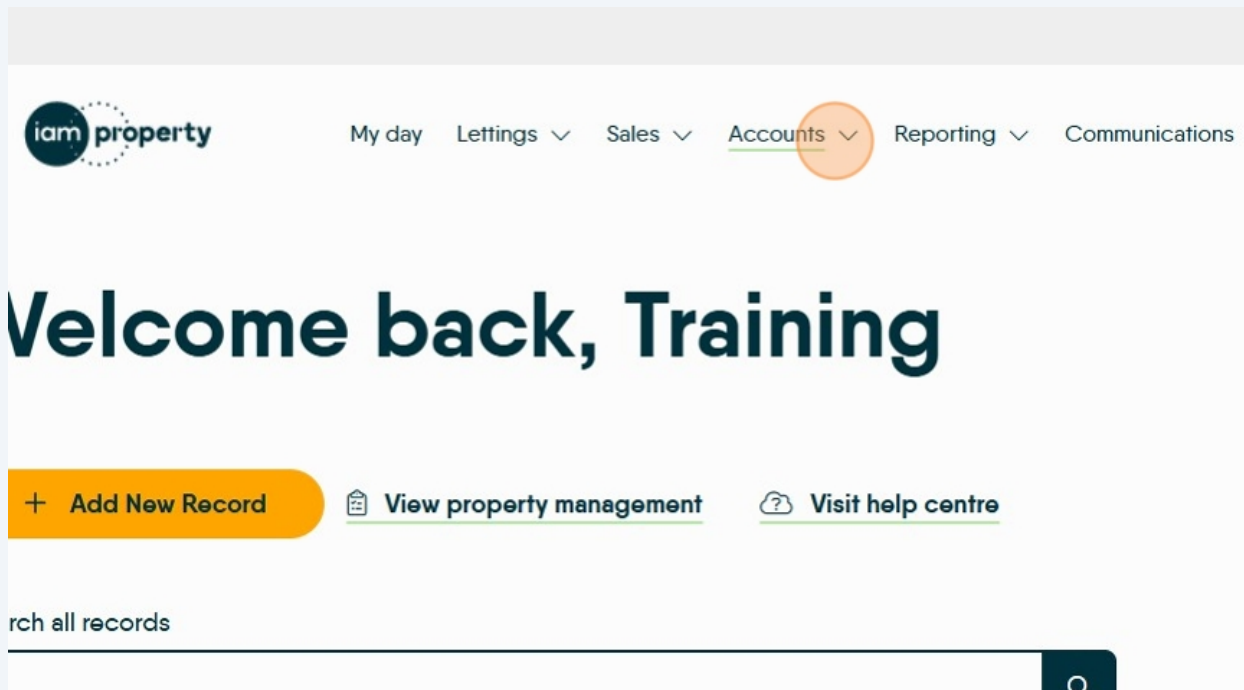 iam property
My day Lettings Sales Accounts Reporting Communications
Welcome back, Training
+ Add New Record View property management Visit help centre
rch all records